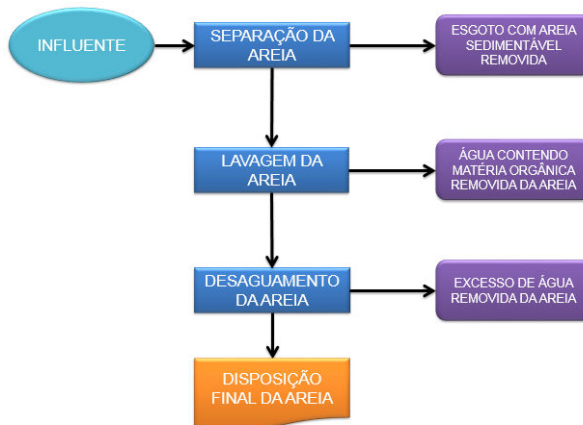 INFLUENTE
SEPARAÇÃO DA
AREIA
ESGOTO COM AREIA
SEDIMENTÁVEL
REMOVIDA
LAVAGEM DA
AREIA
ÁGUA CONTENDO
MATÉRIA ORGÂNICA
REMOVIDA DA AREIA
DESAGUAMENTO
DA AREIA
EXCESSO DE ÁGUA
REMOVIDA DA AREIA
DISPOSIÇÃO
FINAL DA AREIA